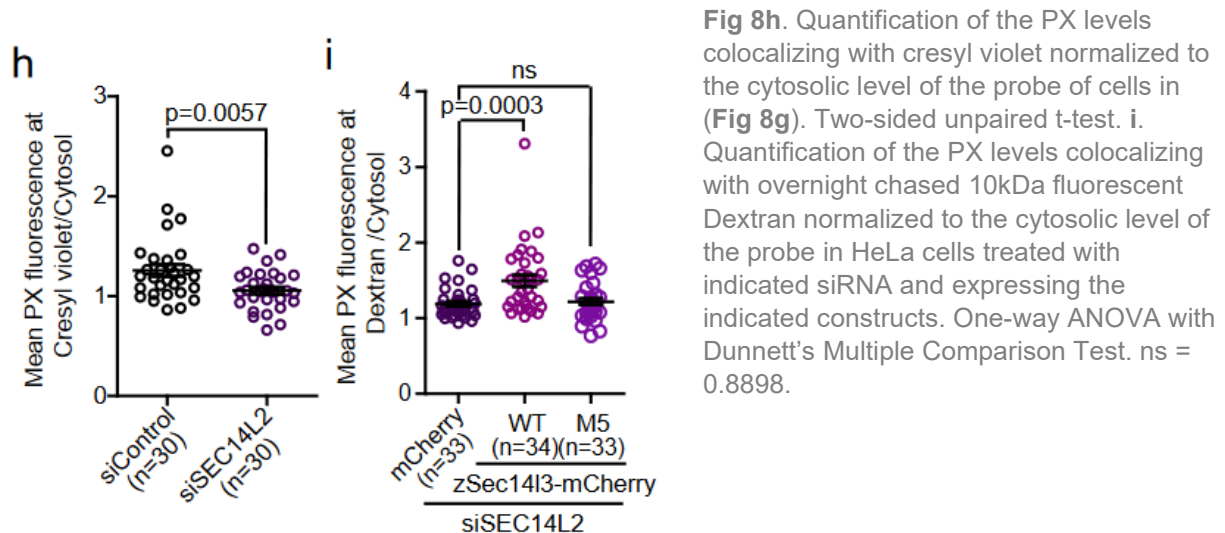 h
Mean PX fluorescence at
Cresyl violet/Cytosol
3
2
1
0
p=0.0057
siControl
(n=30)
siSEC14L2
(n=30)
i
Mean PX fluorescence at
Dextran /Cytosol
4
3
2
1
0
ns
p=0.0003
mCherry
(n=33)
WT
(n=34)
M5
(n=33)
zSec14l3-mCherry
siSEC14L2
Fig 8h. Quantification of the PX levels
colocalizing with cresyl violet normalized to
the cytosolic level of the probe of cells in
(Fig 8g). Two-sided unpaired t-test. i.
Quantification of the PX levels colocalizing
with overnight chased 10kDa fluorescent
Dextran normalized to the cytosolic level of
the probe in HeLa cells treated with
indicated siRNA and expressing the
indicated constructs. One-way ANOVA with
Dunnett’s Multiple Comparison Test. ns =
0.8898.